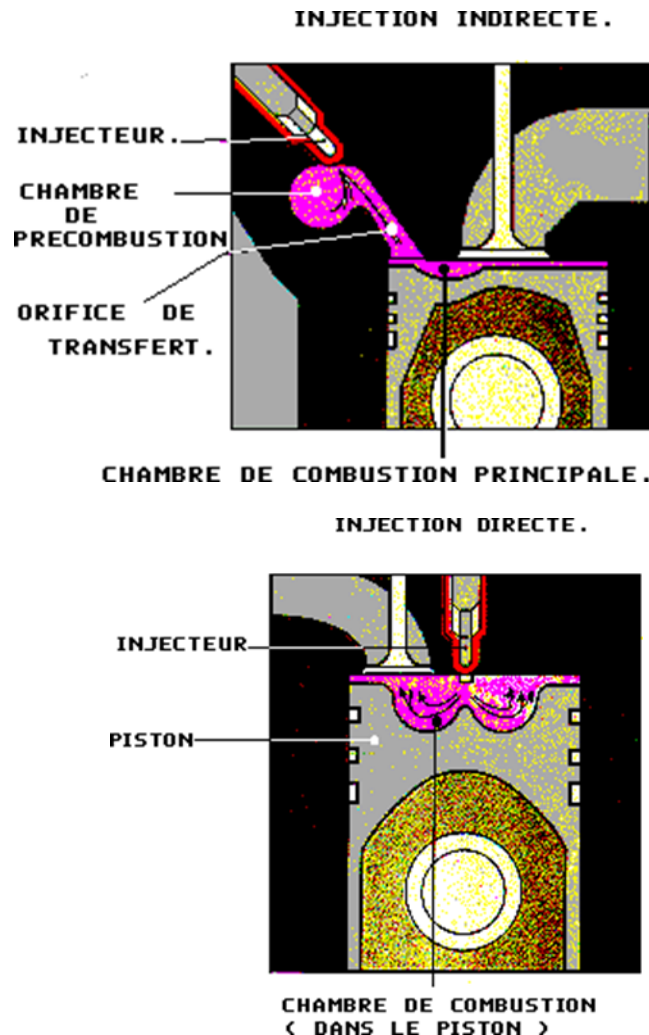 INJECTION INDIRECTE.
INJECTEUR.
CHAMBRE
DE
PRECOMBUSTION
ORIFICE DE
TRANSFERT.
CHAMBRE DE COMBUSTION PRINCIPALE.
INJECTION DIRECTE.
INJECTEUR
PISTON
CHAMBRE DE COMBUSTION
( DANS LE PISTON )